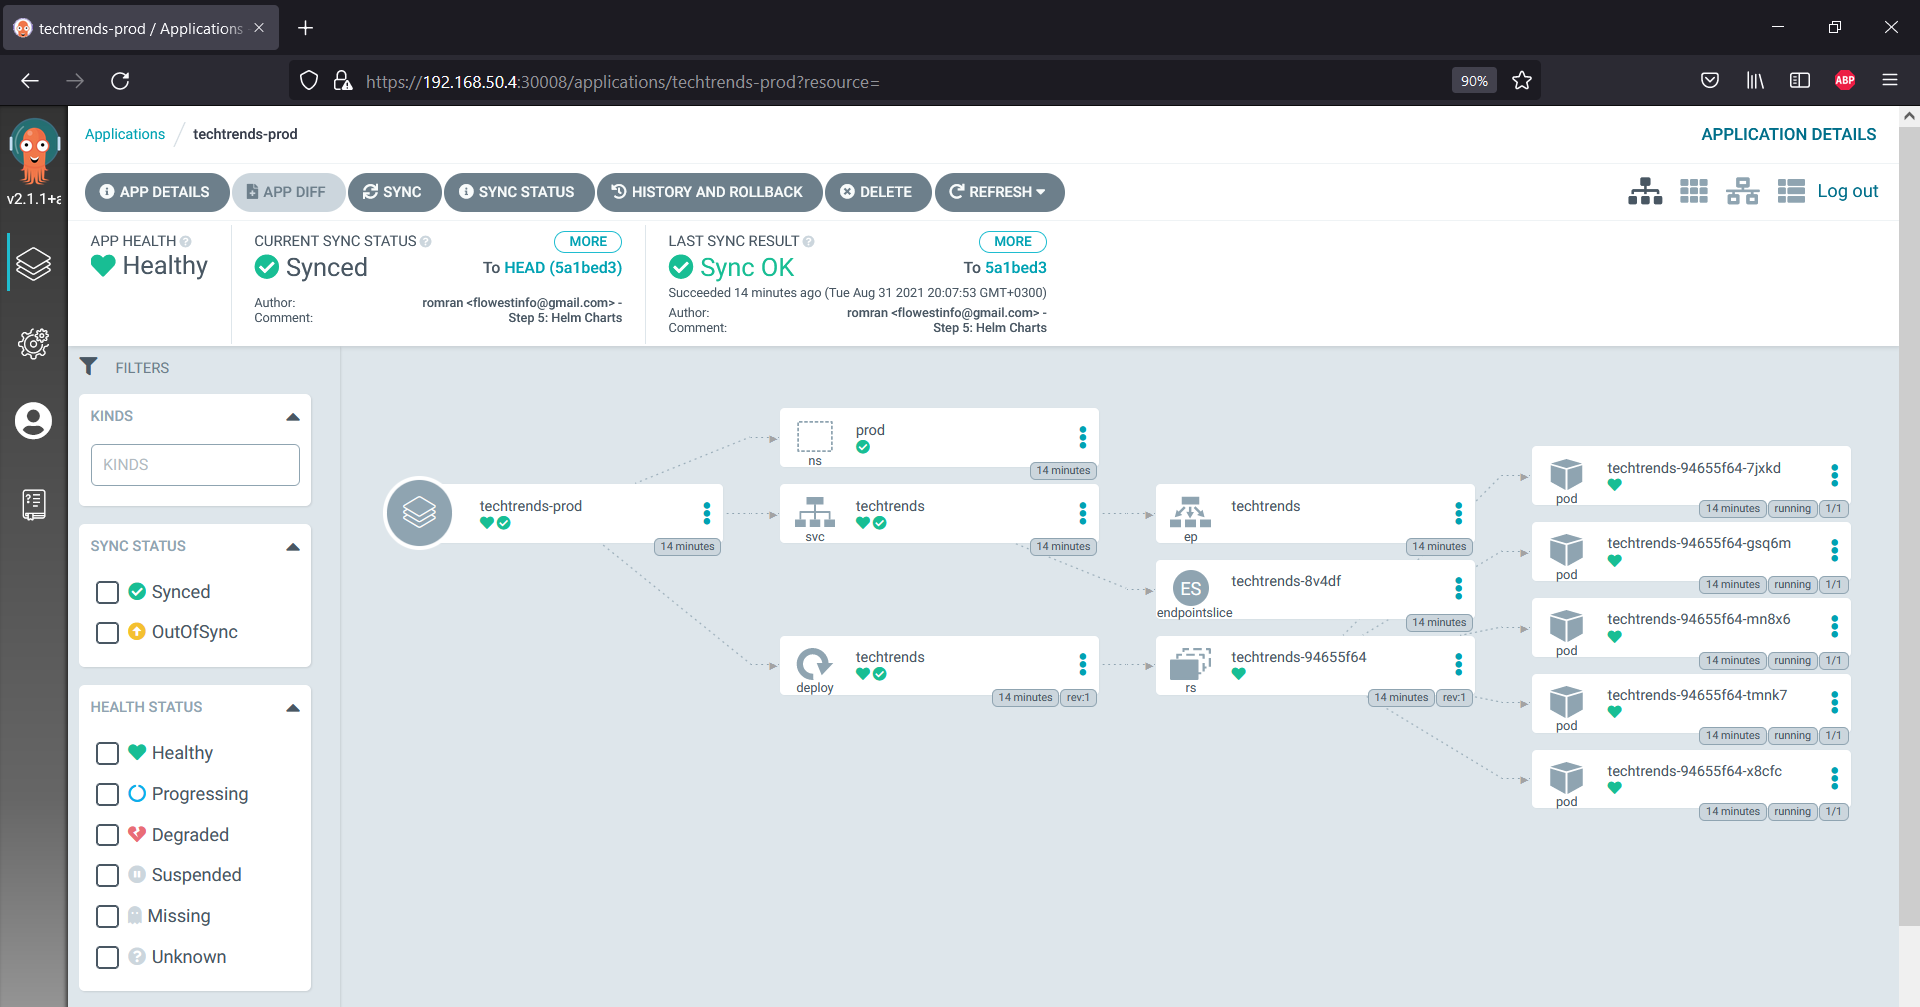 techtrends-prod / Applications
https://192.168.50.4:30008/applications/techtrends-prod?resource=
90%
ABP
v2.1.1+a
Applications / techtrends-prod
APPLICATION DETAILS
APP DETAILS
APP DIFF
SYNC
SYNC STATUS
HISTORY AND ROLLBACK
DELETE
REFRESH
Log out
APP HEALTH
Healthy
CURRENT SYNC STATUS
MORE
Synced
To HEAD (5a1bed3)
Author: romran <flowestinfo@gmail.com> -
Comment: Step 5: Helm Charts
LAST SYNC RESULT
MORE
Sync OK
To 5a1bed3
Succeeded 14 minutes ago (Tue Aug 31 2021 20:07:53 GMT+0300)
Author: romran <flowestinfo@gmail.com> -
Comment: Step 5: Helm Charts
FILTERS
KINDS
KINDS
SYNC STATUS
Synced
OutOfSync
HEALTH STATUS
Healthy
Progressing
Degraded
Suspended
Missing
Unknown
techtrends-prod
14 minutes
prod
ns
14 minutes
techtrends
svc
14 minutes
techtrends
deploy
14 minutes rev:1
techtrends
ep
14 minutes
ES
techtrends-8v4df
endpointslice
14 minutes
techtrends-94655f64
rs
14 minutes rev:1
techtrends-94655f64-7jxkd
pod
14 minutes running 1/1
techtrends-94655f64-gsq6m
pod
14 minutes running 1/1
techtrends-94655f64-mn8x6
pod
14 minutes running 1/1
techtrends-94655f64-tmnk7
pod
14 minutes running 1/1
techtrends-94655f64-x8cfc
pod
14 minutes running 1/1